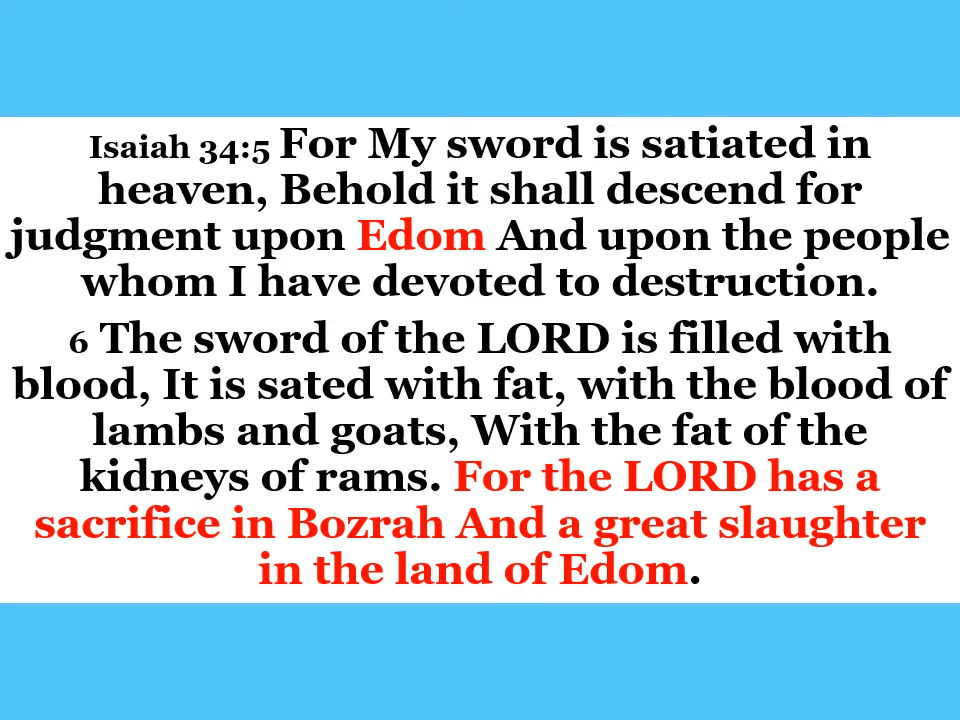 Isaiah 34:5 For My sword is satiated in
heaven, Behold it shall descend for
judgment upon Edom And upon the people
whom I have devoted to destruction.
6 The sword of the LORD is filled with
blood, It is sated with fat, with the blood of
lambs and goats, With the fat of the
kidneys of rams. For the LORD has a
sacrifice in Bozrah And a great slaughter
in the land of Edom.